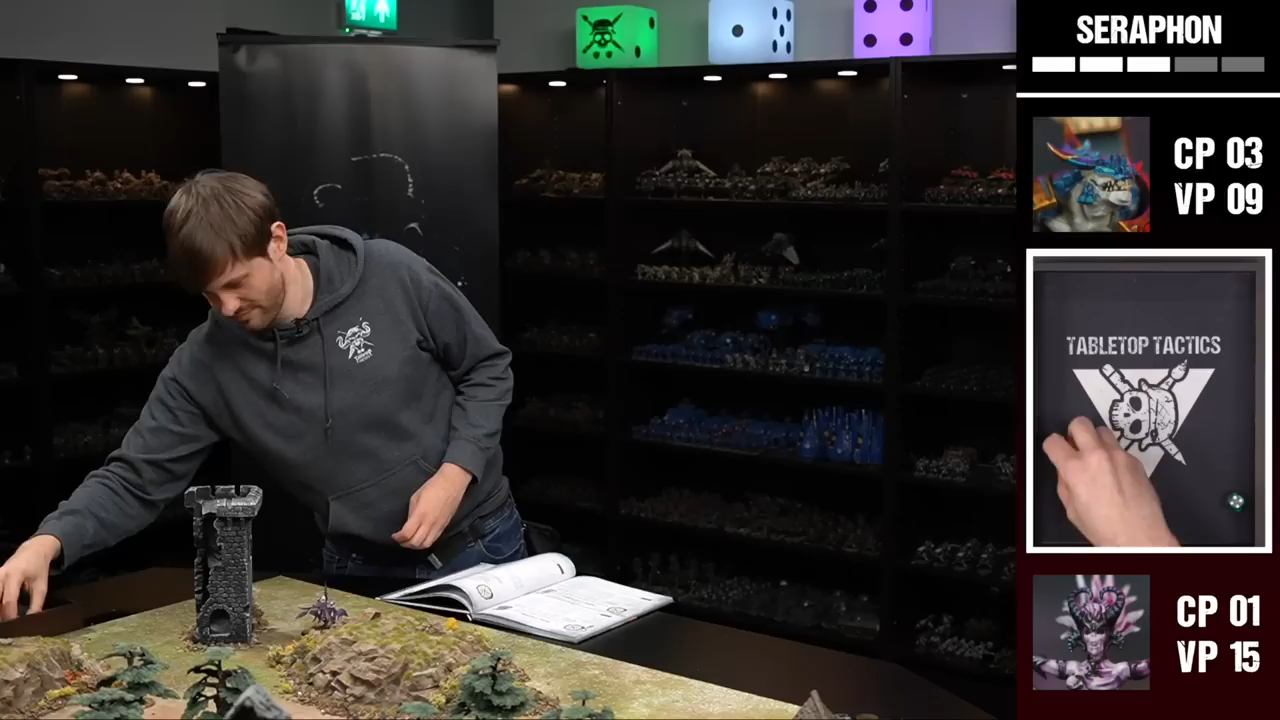 SERAPHON
CP 03
VP 09
TABLETOP TACTICS
CP 01
VP 15